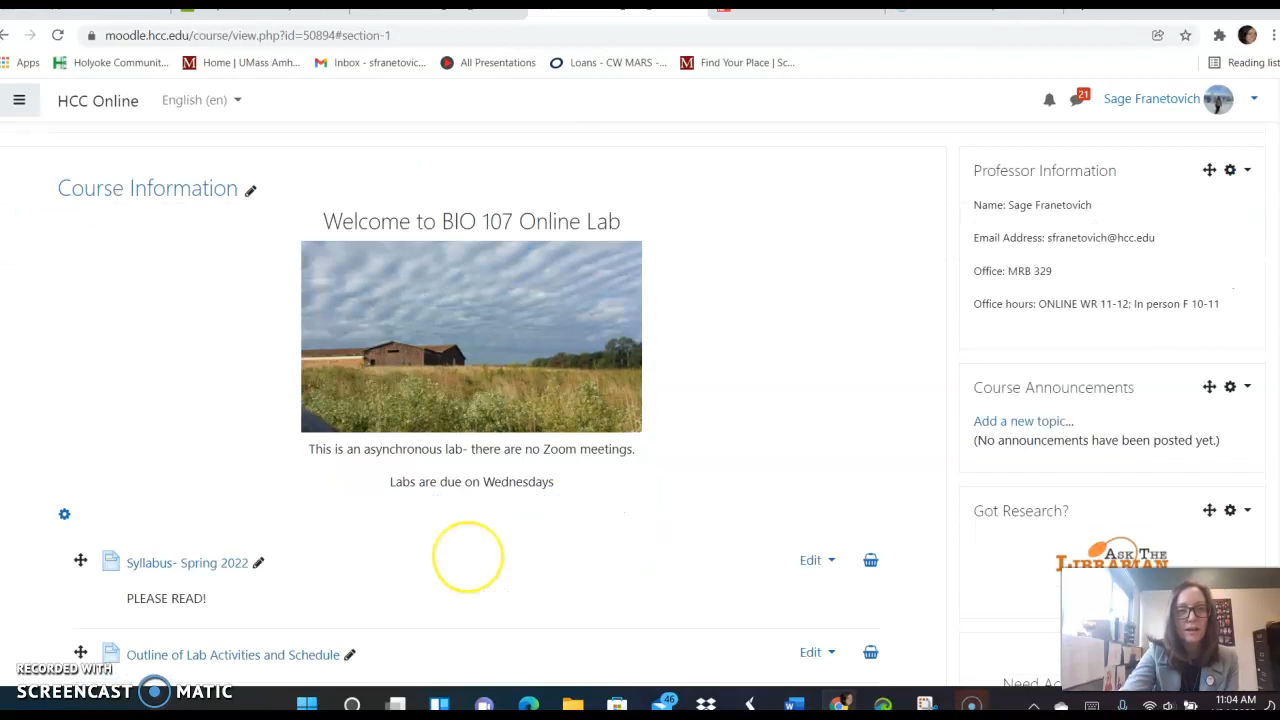 moodle.hcc.edu/course/view.php?id=50894#section-1
Apps Holyoke Communit... Home | UMass Amh... Inbox - sfranetovic... All Presentations Loans - CW MARS - ... Find Your Place | Sc... Reading list
HCC Online English (en) 21 Sage Franetovich
Course Information
Welcome to BIO 107 Online Lab
This is an asynchronous lab- there are no Zoom meetings.
Labs are due on Wednesdays
Syllabus- Spring 2022 Edit
PLEASE READ!
Outline of Lab Activities and Schedule Edit
Professor Information
Name: Sage Franetovich
Email Address: sfranetovich@hcc.edu
Office: MRB 329
Office hours: ONLINE WR 11-12; In person F 10-11
Course Announcements
Add a new topic...
(No announcements have been posted yet.)
Got Research?
ASK THE
LIBRARIAN
Need
RECORDED WITH
SCREENCAST MATIC
46
11:04 AM